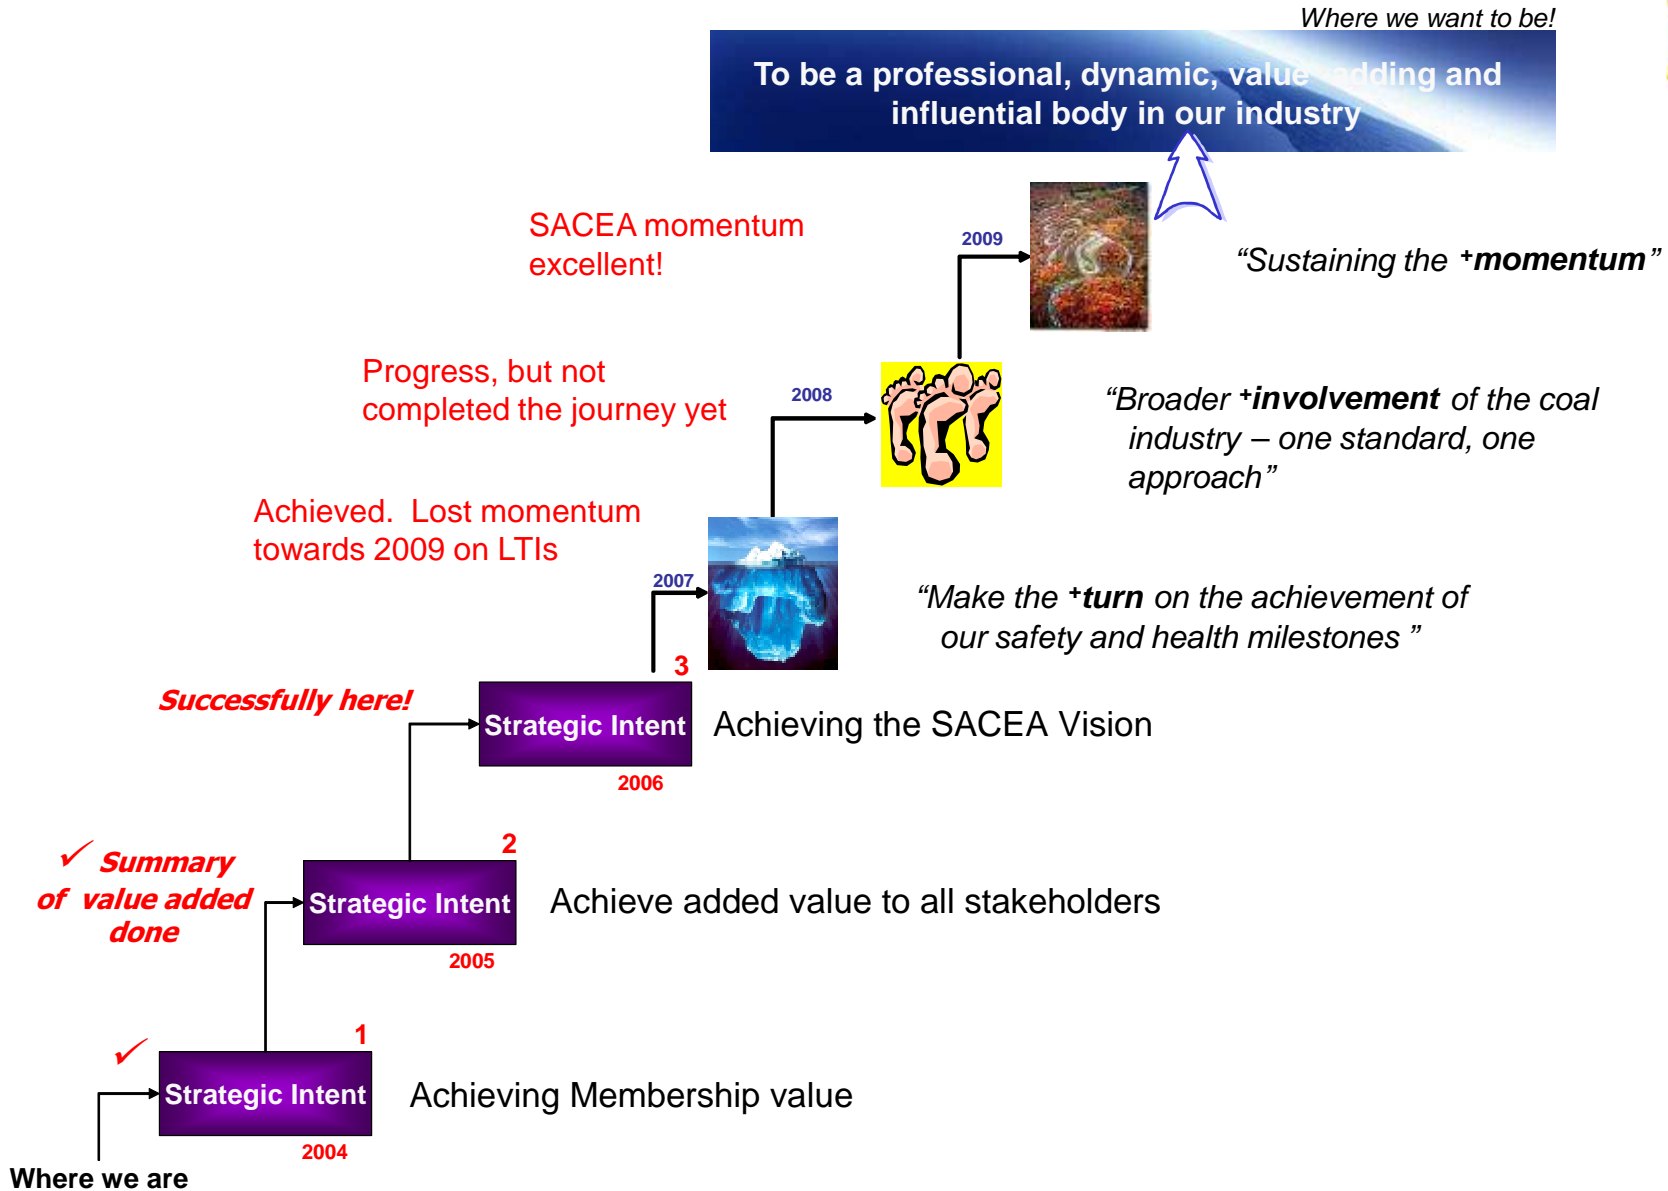 Where we want to be!
To be a professional, dynamic, value adding and
influential body in our industry
SACEA momentum
excellent!
2009
“Sustaining the +momentum”
Progress, but not
completed the journey yet
2008
“Broader +involvement of the coal
industry – one standard, one
approach”
Achieved. Lost momentum
towards 2009 on LTIs
2007
“Make the +turn on the achievement of
our safety and health milestones ”
3
Successfully here!
Strategic Intent
Achieving the SACEA Vision
2006
2
✓ Summary
of value added
done
Strategic Intent
Achieve added value to all stakeholders
2005
1
✓
Strategic Intent
Achieving Membership value
2004
Where we are